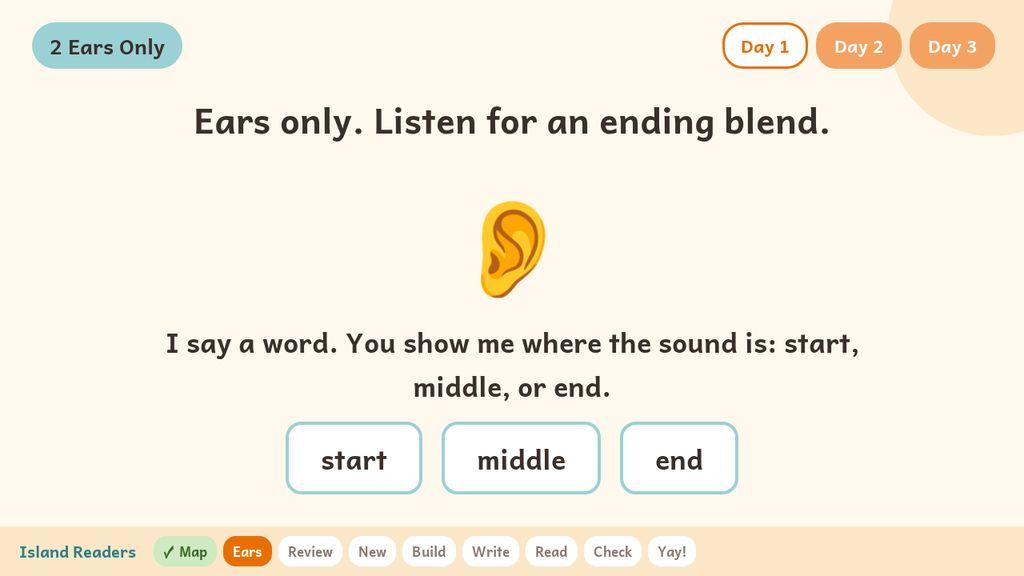 2 Ears Only
Day 1
Day 2
Day 3
Ears only. Listen for an ending blend.
I say a word. You show me where the sound is: start,
middle, or end.
start
middle
end
Island Readers
✓ Map
Ears
Review
New
Build
Write
Read
Check
Yay!